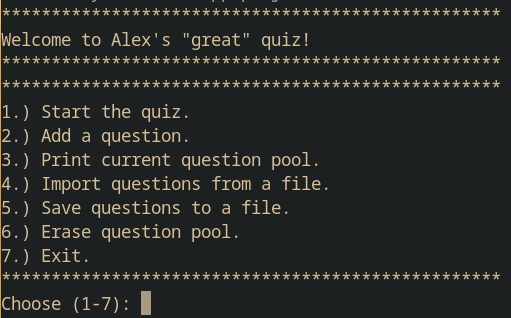 **************************************************
Welcome to Alex's "great" quiz!
**************************************************
**************************************************
1.) Start the quiz.
2.) Add a question.
3.) Print current question pool.
4.) Import questions from a file.
5.) Save questions to a file.
6.) Erase question pool.
7.) Exit.
**************************************************
Choose (1-7):